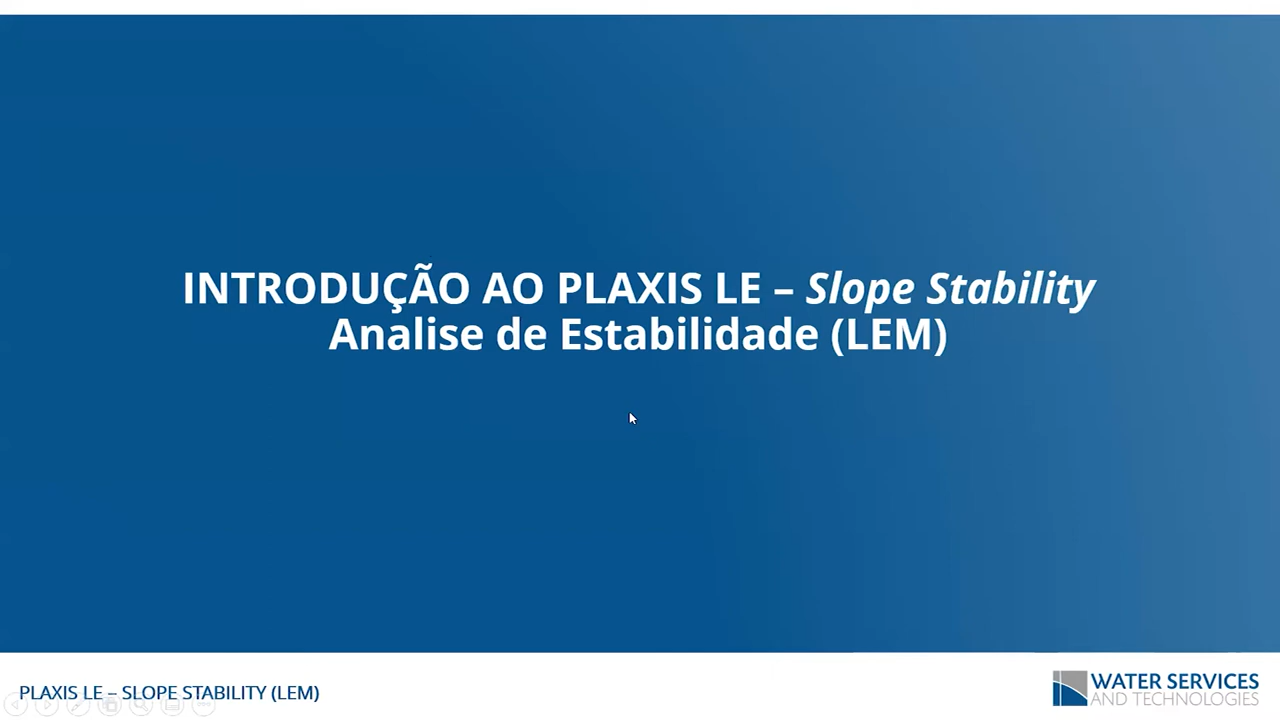 INTRODUÇÃO AO PLAXIS LE – Slope Stability
Analise de Estabilidade (LEM)
PLAXIS LE – SLOPE STABILITY (LEM)
WATER SERVICES
AND TECHNOLOGIES